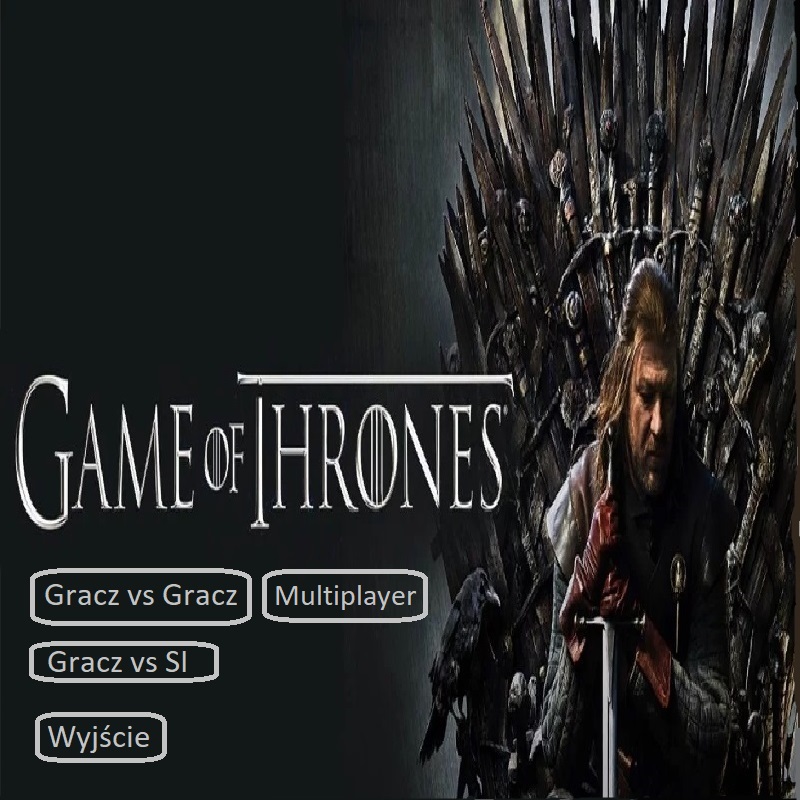 GAME OF THRONES
Gracz vs Gracz
Multiplayer
Gracz vs SI
Wyjście